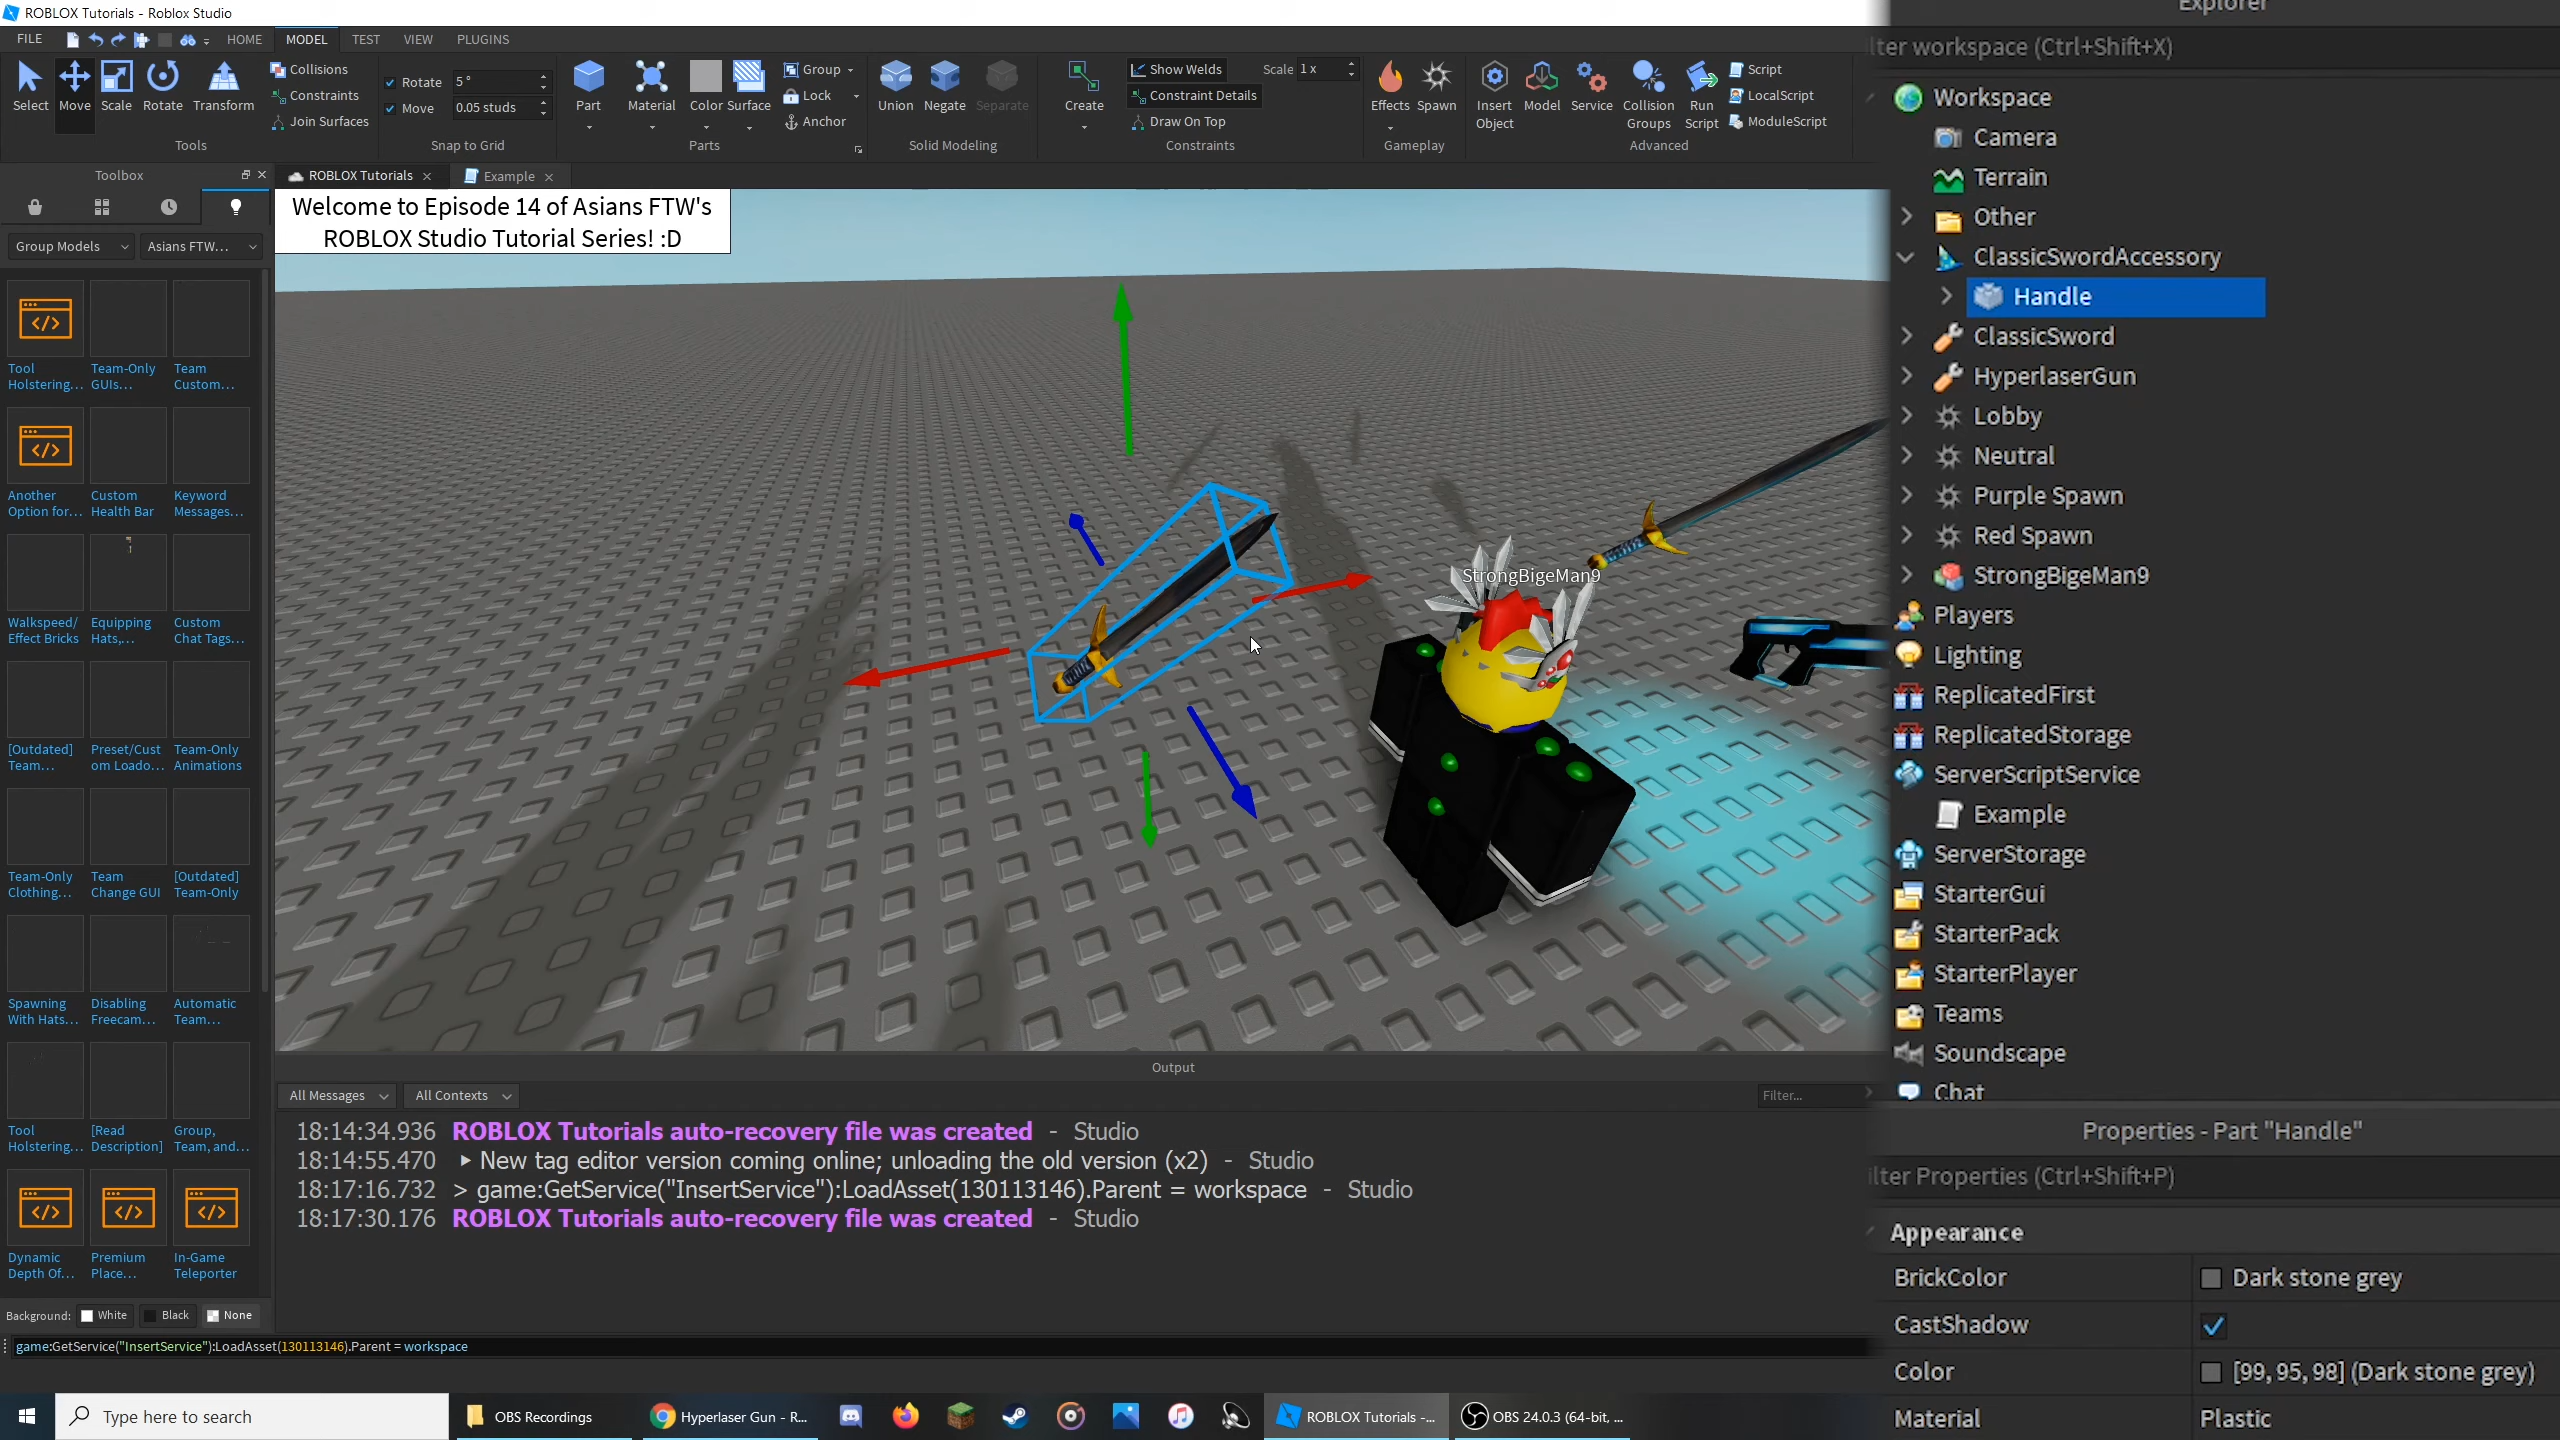 ROBLOX Tutorials - Roblox Studio
FILE
HOME
MODEL
TEST
VIEW
PLUGINS
Select
Move
Scale
Rotate
Transform
Collisions
Constraints
Join Surfaces
Tools
Rotate
5 °
Move
0.05 studs
Snap to Grid
Part
Material
Color
Surface
Group
Lock
Anchor
Parts
Union
Negate
Separate
Solid Modeling
Create
Show Welds
Scale
1 x
Constraint Details
Draw On Top
Constraints
Effects
Spawn
Gameplay
Insert
Object
Model
Service
Collision
Groups
Run
Script
Script
LocalScript
ModuleScript
Advanced
Toolbox
ROBLOX Tutorials
Example
Group Models
Asians FTW...
Tool
Holstering...
Team-Only
GUIs...
Team
Custom...
Another
Option for...
Custom
Health Bar
Keyword
Messages...
Walkspeed/
Effect Bricks
Equipping
Hats,...
Custom
Chat Tags...
[Outdated]
Team...
Preset/Cust
om Loado...
Team-Only
Animations
Team-Only
Clothing...
Team
Change GUI
[Outdated]
Team-Only
Spawning
With Hats...
Disabling
Freecam...
Automatic
Team...
Tool
Holstering...
[Read
Description]
Group,
Team, and...
Dynamic
Depth Of...
Premium
Place...
In-Game
Teleporter
Background:
White
Black
None
Welcome to Episode 14 of Asians FTW's
ROBLOX Studio Tutorial Series! :D
StrongBigeMan9
Output
All Messages
All Contexts
Filter...
18:14:34.936 ROBLOX Tutorials auto-recovery file was created - Studio
18:14:55.470 New tag editor version coming online; unloading the old version (x2) - Studio
18:17:16.732 > game:GetService("InsertService"):LoadAsset(130113146).Parent = workspace - Studio
18:17:30.176 ROBLOX Tutorials auto-recovery file was created - Studio
game:GetService("InsertService"):LoadAsset(130113146).Parent = workspace
Explorer
lter workspace (Ctrl+Shift+X)
Workspace
Camera
Terrain
Other
ClassicSwordAccessory
Handle
ClassicSword
HyperlaserGun
Lobby
Neutral
Purple Spawn
Red Spawn
StrongBigeMan9
Players
Lighting
ReplicatedFirst
ReplicatedStorage
ServerScriptService
Example
ServerStorage
StarterGui
StarterPack
StarterPlayer
Teams
Soundscape
Chat
Properties - Part "Handle"
ilter Properties (Ctrl+Shift+P)
Appearance
BrickColor
Dark stone grey
CastShadow
Color
[99, 95, 98] (Dark stone grey)
Material
Plastic
Type here to search
OBS Recordings
Hyperlaser Gun - R...
ROBLOX Tutorials -...
OBS 24.0.3 (64-bit, ...